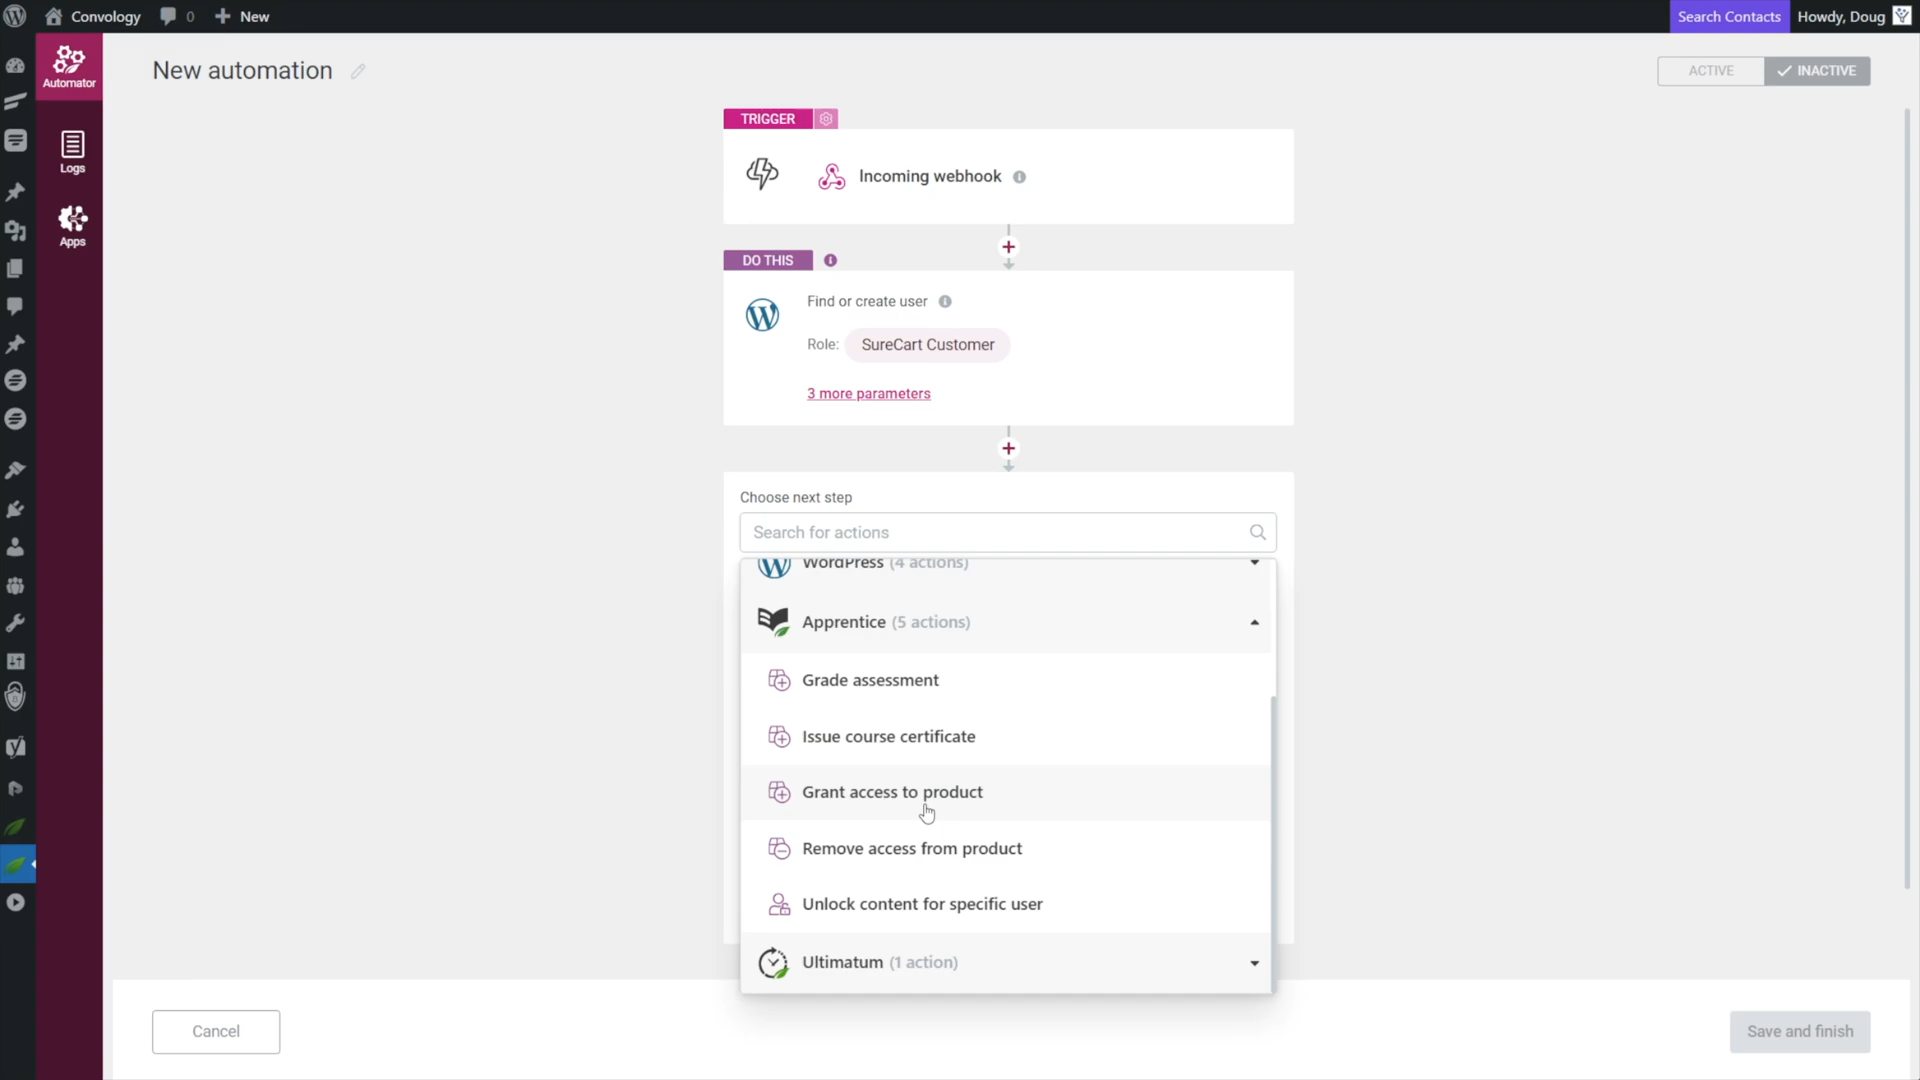 Convology
0
New
Search Contacts
Howdy, Doug
Automator
New automation
ACTIVE
INACTIVE
TRIGGER
Logs
Incoming webhook
Apps
DO THIS
Find or create user
Role: SureCart Customer
3 more parameters
Choose next step
Search for actions
WordPress (4 actions)
Apprentice (5 actions)
Grade assessment
Issue course certificate
Grant access to product
Remove access from product
Unlock content for specific user
Ultimatum (1 action)
Cancel
Save and finish